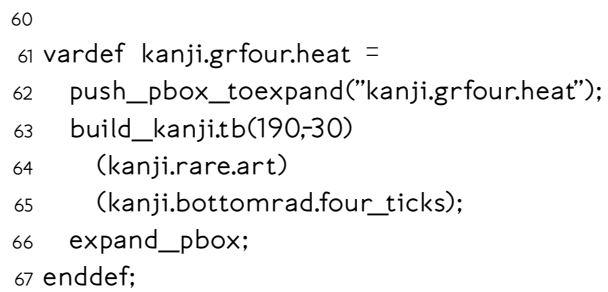 60
61 vardef kanji.grfour.heat =
62 push_pbox_toexpand("kanji.grfour.heat");
63 build_kanji.tb(190,-30)
64 (kanji.rare.art)
65 (kanji.bottomrad.four_ticks);
66 expand_pbox;
67 enddef;